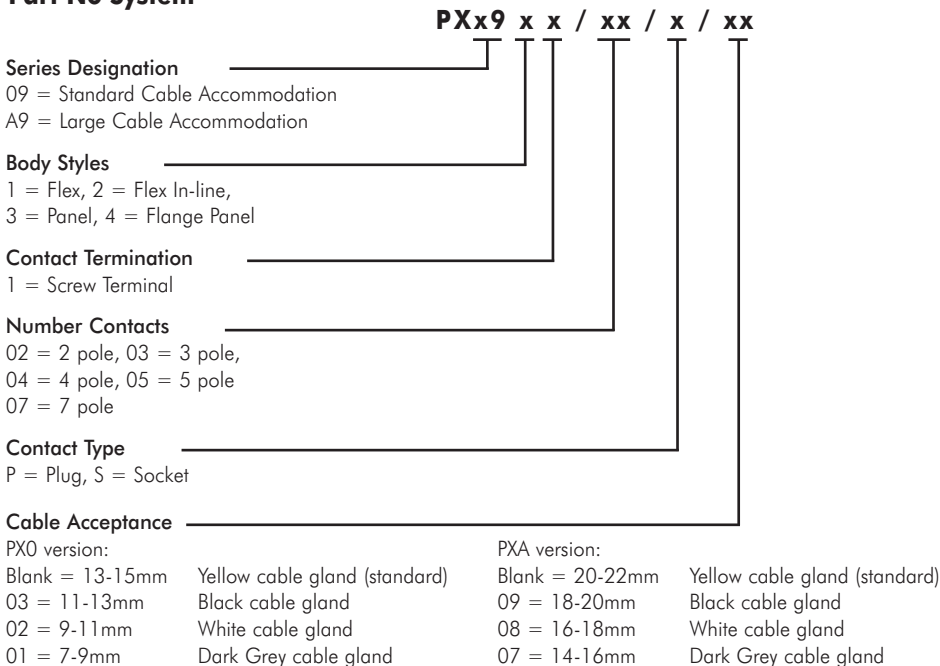 Part No System
PXx9 x x / xx / x / xx
Series Designation
09 = Standard Cable Accommodation
A9 = Large Cable Accommodation
Body Styles
1 = Flex, 2 = Flex In-line,
3 = Panel, 4 = Flange Panel
Contact Termination
1 = Screw Terminal
Number Contacts
02 = 2 pole, 03 = 3 pole,
04 = 4 pole, 05 = 5 pole
07 = 7 pole
Contact Type
P = Plug, S = Socket
Cable Acceptance
PX0 version:
Blank = 13-15mm Yellow cable gland (standard)
03 = 11-13mm Black cable gland
02 = 9-11mm White cable gland
01 = 7-9mm Dark Grey cable gland
PXA version:
Blank = 20-22mm Yellow cable gland (standard)
09 = 18-20mm Black cable gland
08 = 16-18mm White cable gland
07 = 14-16mm Dark Grey cable gland